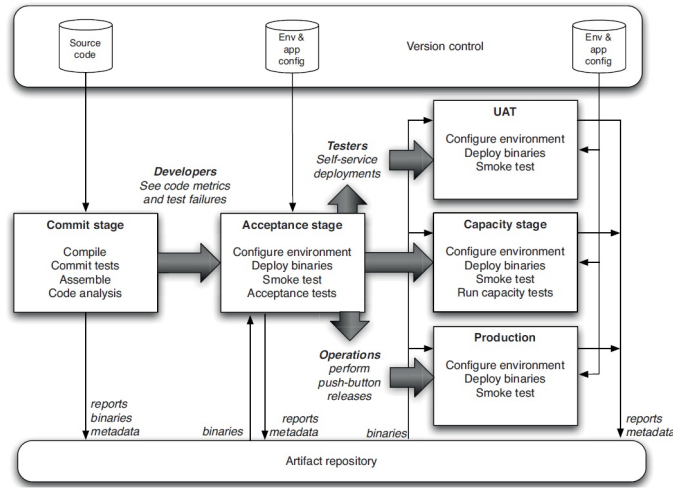 Source
code
Env &
app
config
Version control
Env &
app
config
Developers
See code metrics
and test failures
Testers
Self-service
deployments
UAT
Configure environment
Deploy binaries
Smoke test
Commit stage
Compile
Commit tests
Assemble
Code analysis
Acceptance stage
Configure environment
Deploy binaries
Smoke test
Acceptance tests
Capacity stage
Configure environment
Deploy binaries
Smoke test
Run capacity tests
Operations
perform
push-button
releases
Production
Configure environment
Deploy binaries
Smoke test
reports
binaries
metadata
binaries
reports
metadata
binaries
reports
metadata
Artifact repository